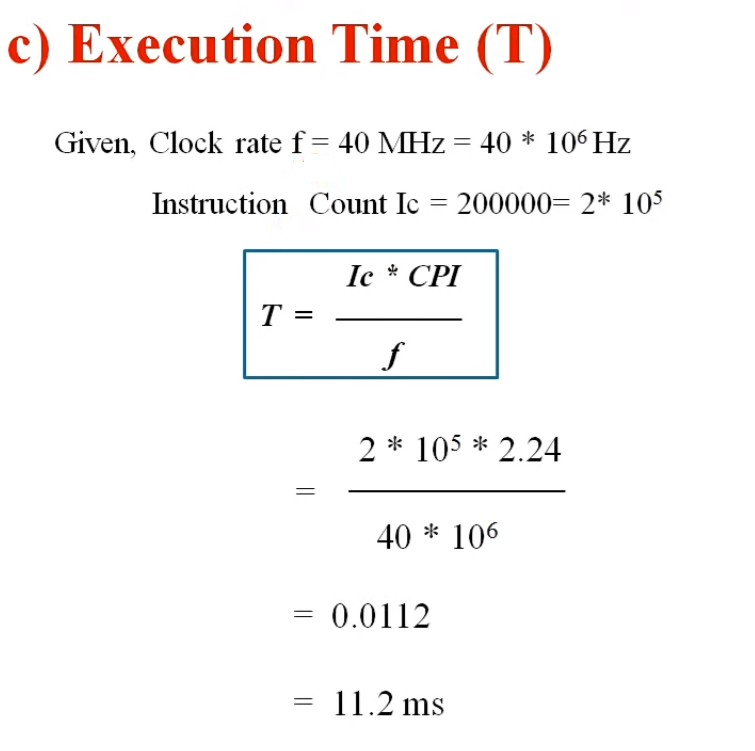 c) Execution Time (T)
Given, Clock rate f = 40 MHz = 40 * 10⁶ Hz
Instruction Count Ic = 200000= 2* 10⁵
Ic * CPI
T =
f
2 * 10⁵ * 2.24
=
40 * 10⁶
= 0.0112
= 11.2 ms